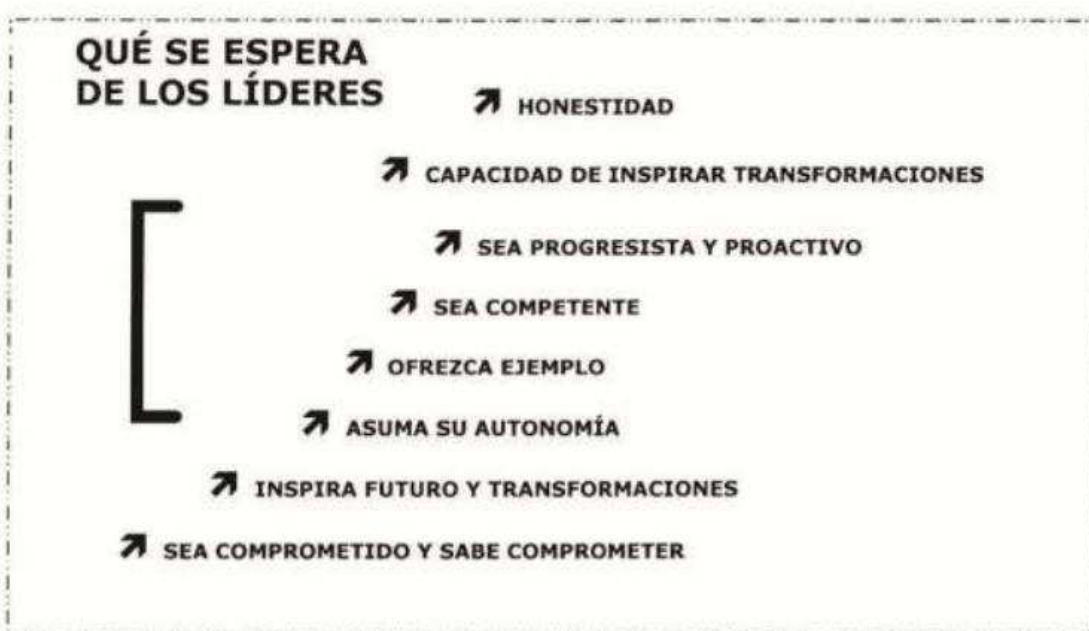 QUÉ SE ESPERA
DE LOS LÍDERES
HONESTIDAD
CAPACIDAD DE INSPIRAR TRANSFORMACIONES
SEA PROGRESISTA Y PROACTIVO
SEA COMPETENTE
OFREZCA EJEMPLO
ASUMA SU AUTONOMÍA
INSPIRA FUTURO Y TRANSFORMACIONES
SEA COMPROMETIDO Y SABE COMPROMETER